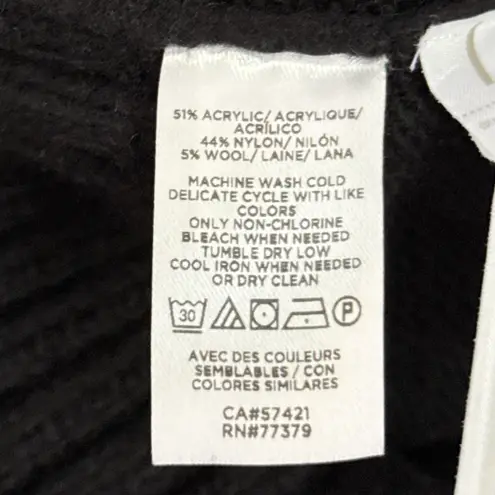 51% ACRYLIC/ ACRYLIQUE/
ACRÍLICO
44% NYLON/ NILÓN
5% WOOL/ LAINE/ LANA
MACHINE WASH COLD
DELICATE CYCLE WITH LIKE
COLORS
ONLY NON-CHLORINE
BLEACH WHEN NEEDED
TUMBLE DRY LOW
COOL IRON WHEN NEEDED
OR DRY CLEAN
30 P
AVEC DES COULEURS
SEMBLABLES / CON
COLORES SIMILARES
CA#57421
RN#77379